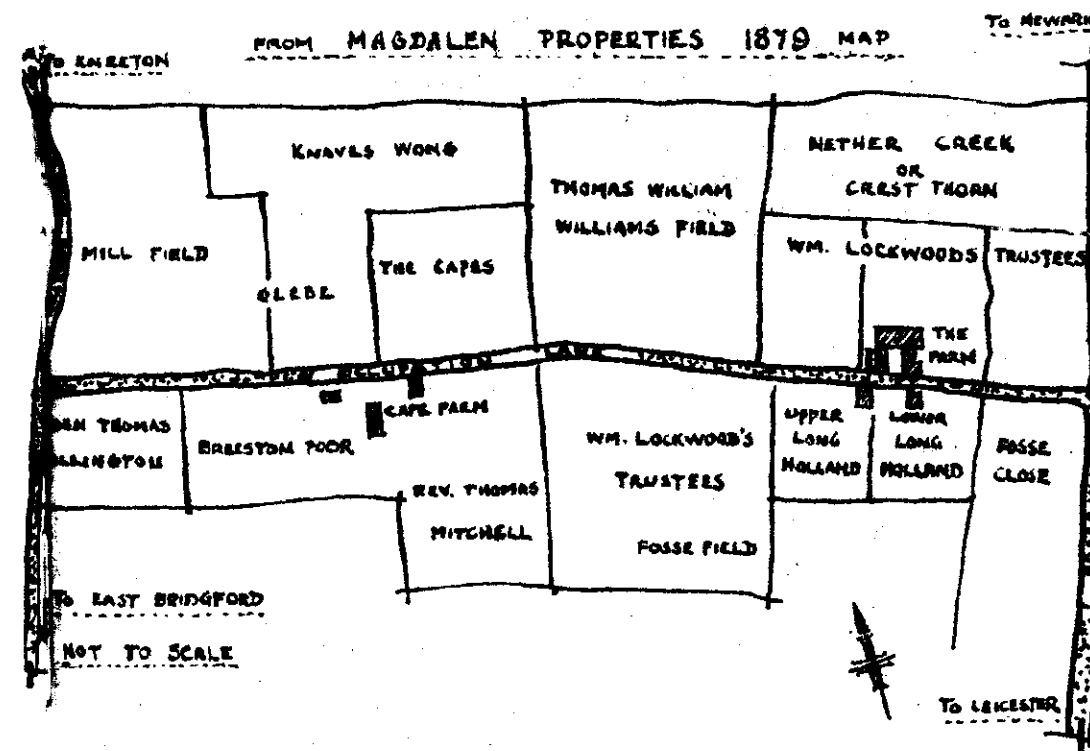 TO NEWARK
FROM MAGDALEN PROPERTIES 1879 MAP
TO KNEETON
KNAVES WONG
NETHER CREEK
OR
CREST THORN
THOMAS WILLIAM
WILLIAMS FIELD
MILL FIELD
THE CAPES
WM. LOCKWOODS TRUSTEES
GLEBE
THE
FARM
OCCUPATION LANE
CAPE FARM
THOMAS
BREESTON POOR
WM. LOCKWOOD'S
TRUSTEES
UPPER
LONG
HOLLAND
LOWER
LONG
HOLLAND
FOSSE
CLOSE
REV. THOMAS
MITCHELL
FOSSE FIELD
TO EAST BRIDGFORD
NOT TO SCALE
TO LEICESTER